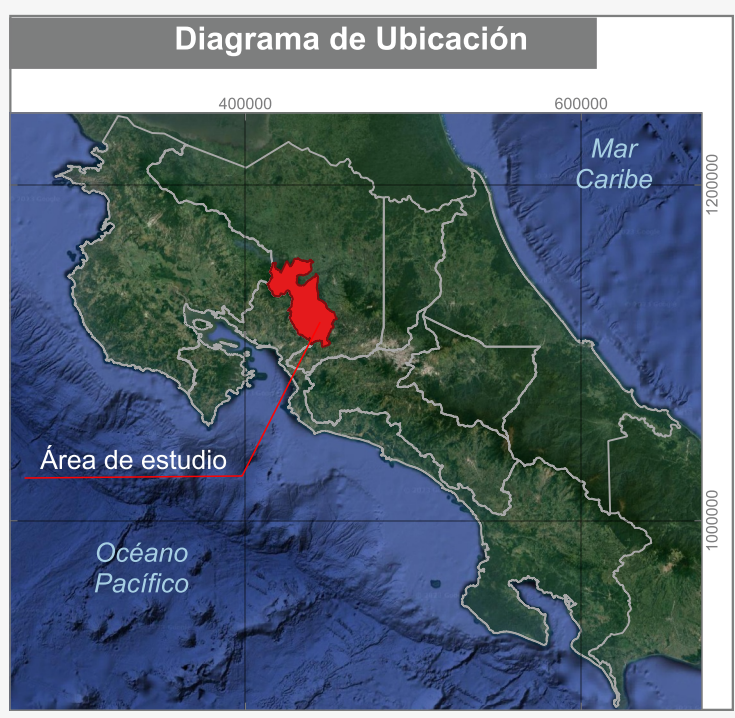 Diagrama de Ubicación
400000
600000
Mar
Caribe
1200000
Área de estudio
1000000
Océano
Pacífico